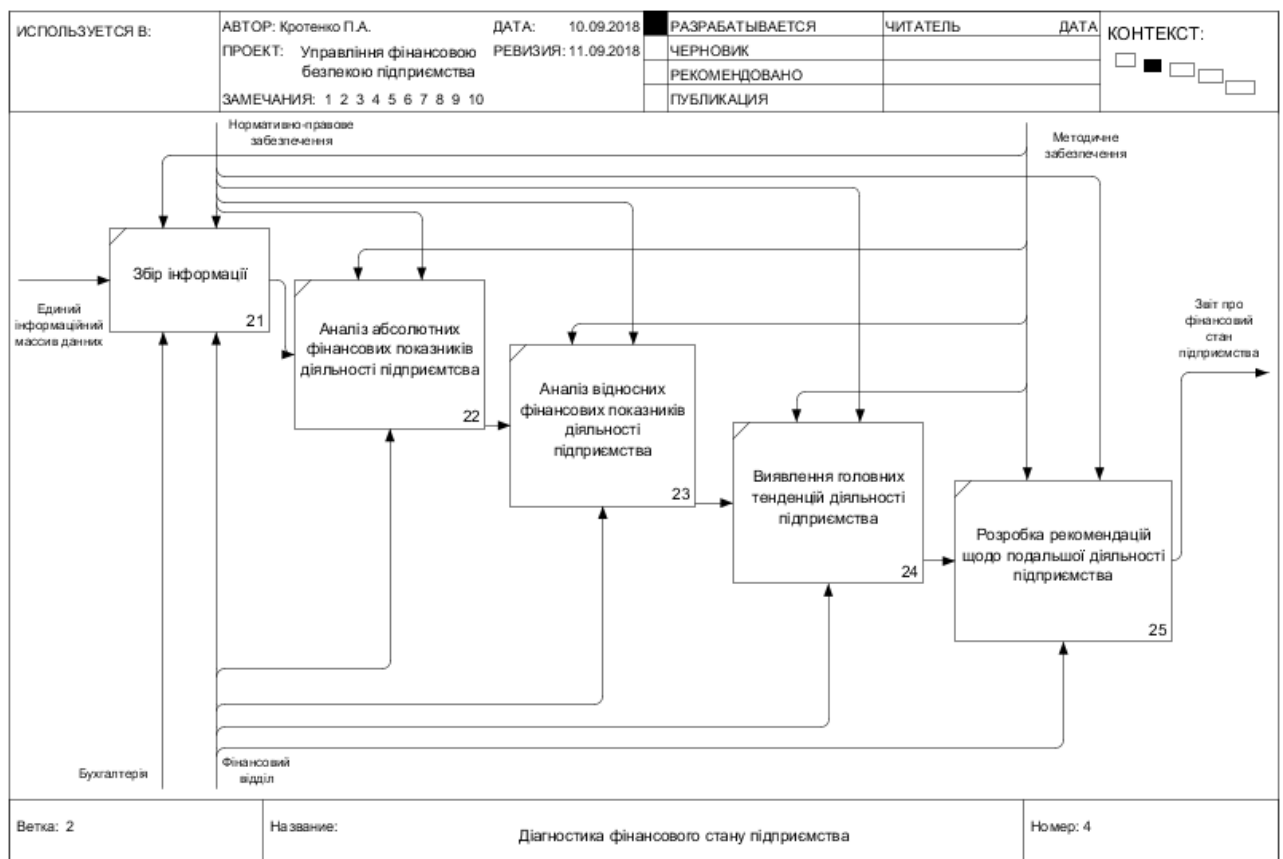 ИСПОЛЬЗУЕТСЯ В:
АВТОР: Кротенко П.А.
ДАТА: 10.09.2018
ПРОЕКТ: Управління фінансовою
безпекою підприємства
РЕВИЗИЯ: 11.09.2018
ЗАМЕЧАНИЯ: 1 2 3 4 5 6 7 8 9 10
РАЗРАБАТЫВАЕТСЯ
ЧЕРНОВИК
РЕКОМЕНДОВАНО
ПУБЛИКАЦИЯ
ЧИТАТЕЛЬ
ДАТА
КОНТЕКСТ:
Нормативно-правове
забезпечення
Методичне
забезпечення
Збір інформації
21
Единий
інформаційний
массив данних
Аналіз абсолютних
фінансових показників
діяльності підприємтсва
22
Аналіз відносних
фінансових показників
діяльності
підприємства
23
Виявлення головних
тенденцій діяльності
підприємства
24
Розробка рекомендацій
щодо подальшої діяльності
підприємства
25
Звіт про
фінансовий
стан
підприємства
Бухгалтерія
Фінансовий
відділ
Ветка: 2
Название:
Діагностика фінансового стану підприємства
Номер: 4